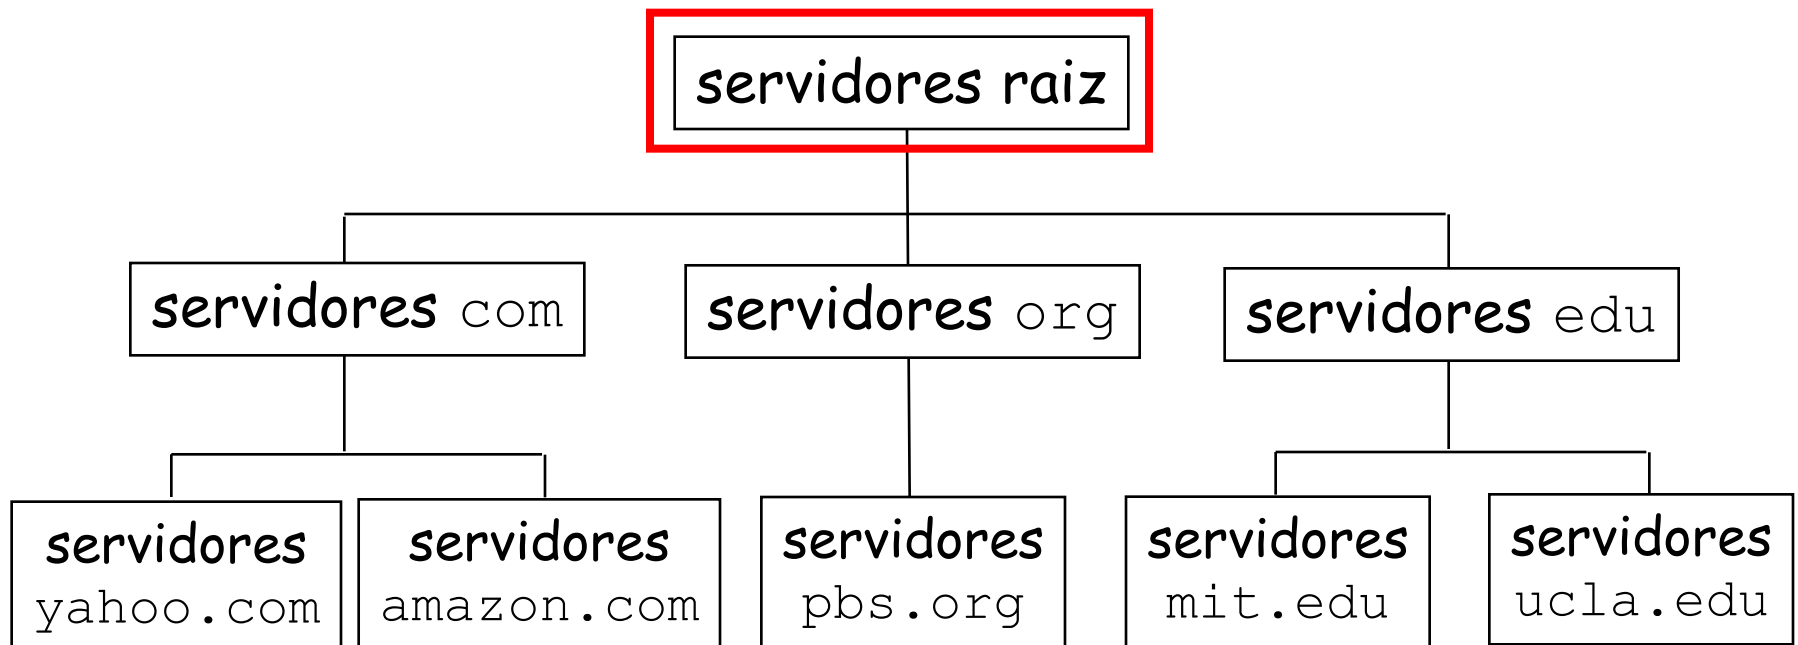 servidores raiz
servidores com
servidores org
servidores edu
servidores
yahoo.com
servidores
amazon.com
servidores
pbs.org
servidores
mit.edu
servidores
ucla.edu